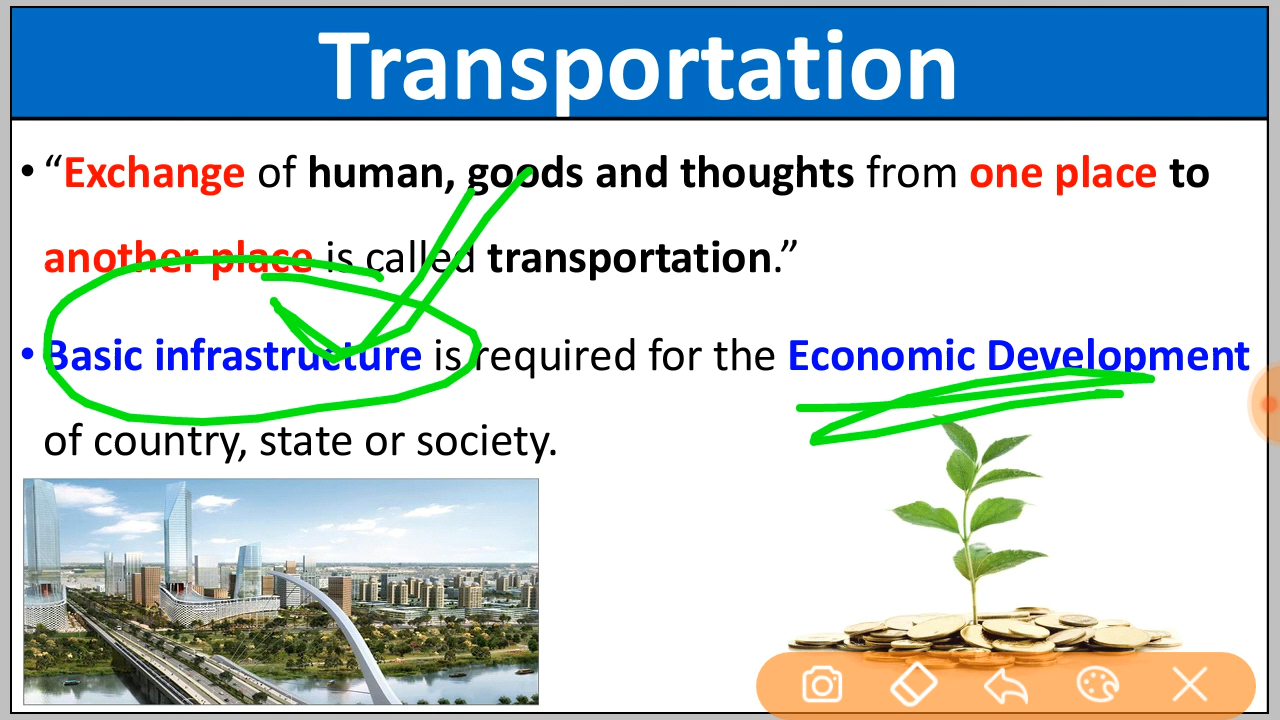 Transportation
• “Exchange of human, goods and thoughts from one place to
another place is called transportation.”
• Basic infrastructure is required for the Economic Development
of country, state or society.